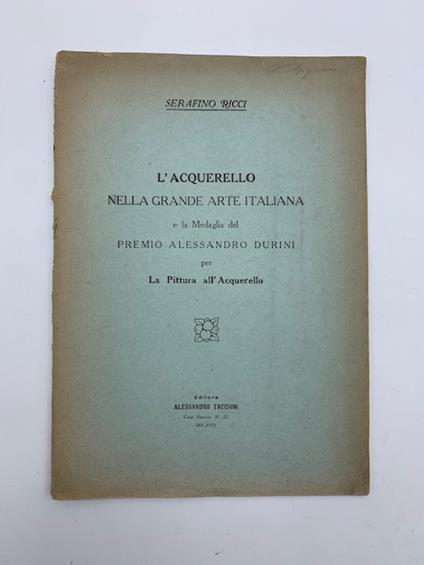 SERAFINO RICCI
L'ACQUERELLO
NELLA GRANDE ARTE ITALIANA
e la Medaglia del
PREMIO ALESSANDRO DURINI
per
La Pittura all'Acquerello
Editore
ALESSANDRO TACCHINI
N. 22
MILANO